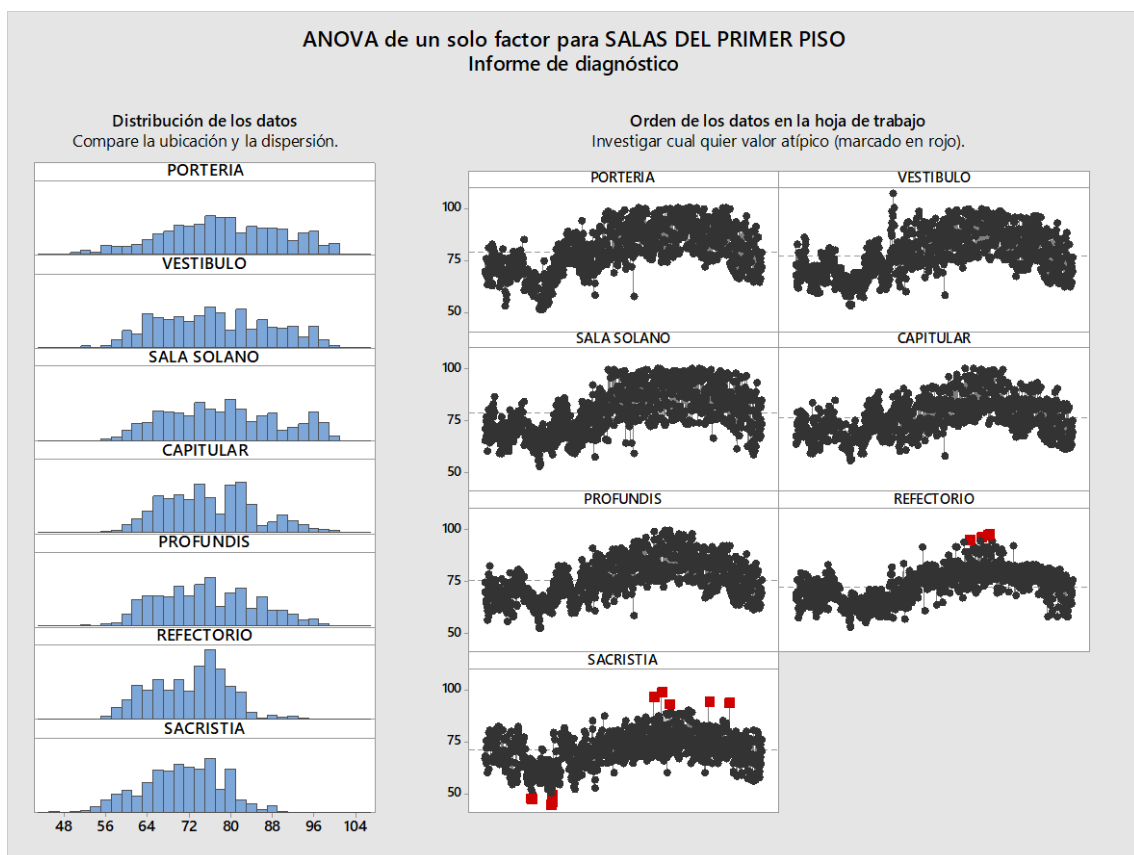 ANOVA de un solo factor para SALAS DEL PRIMER PISO
Informe de diagnóstico
Distribución de los datos
Compare la ubicación y la dispersión.
PORTERIA
VESTIBULO
SALA SOLANO
CAPITULAR
PROFUNDIS
REFECTORIO
SACRISTIA
48 56 64 72 80 88 96 104
Orden de los datos en la hoja de trabajo
Investigar cual quier valor atípico (marcado en rojo).
PORTERIA VESTIBULO
100
75
50
SALA SOLANO CAPITULAR
100
75
50
PROFUNDIS REFECTORIO
100
75
50
SACRISTIA
100
75
50